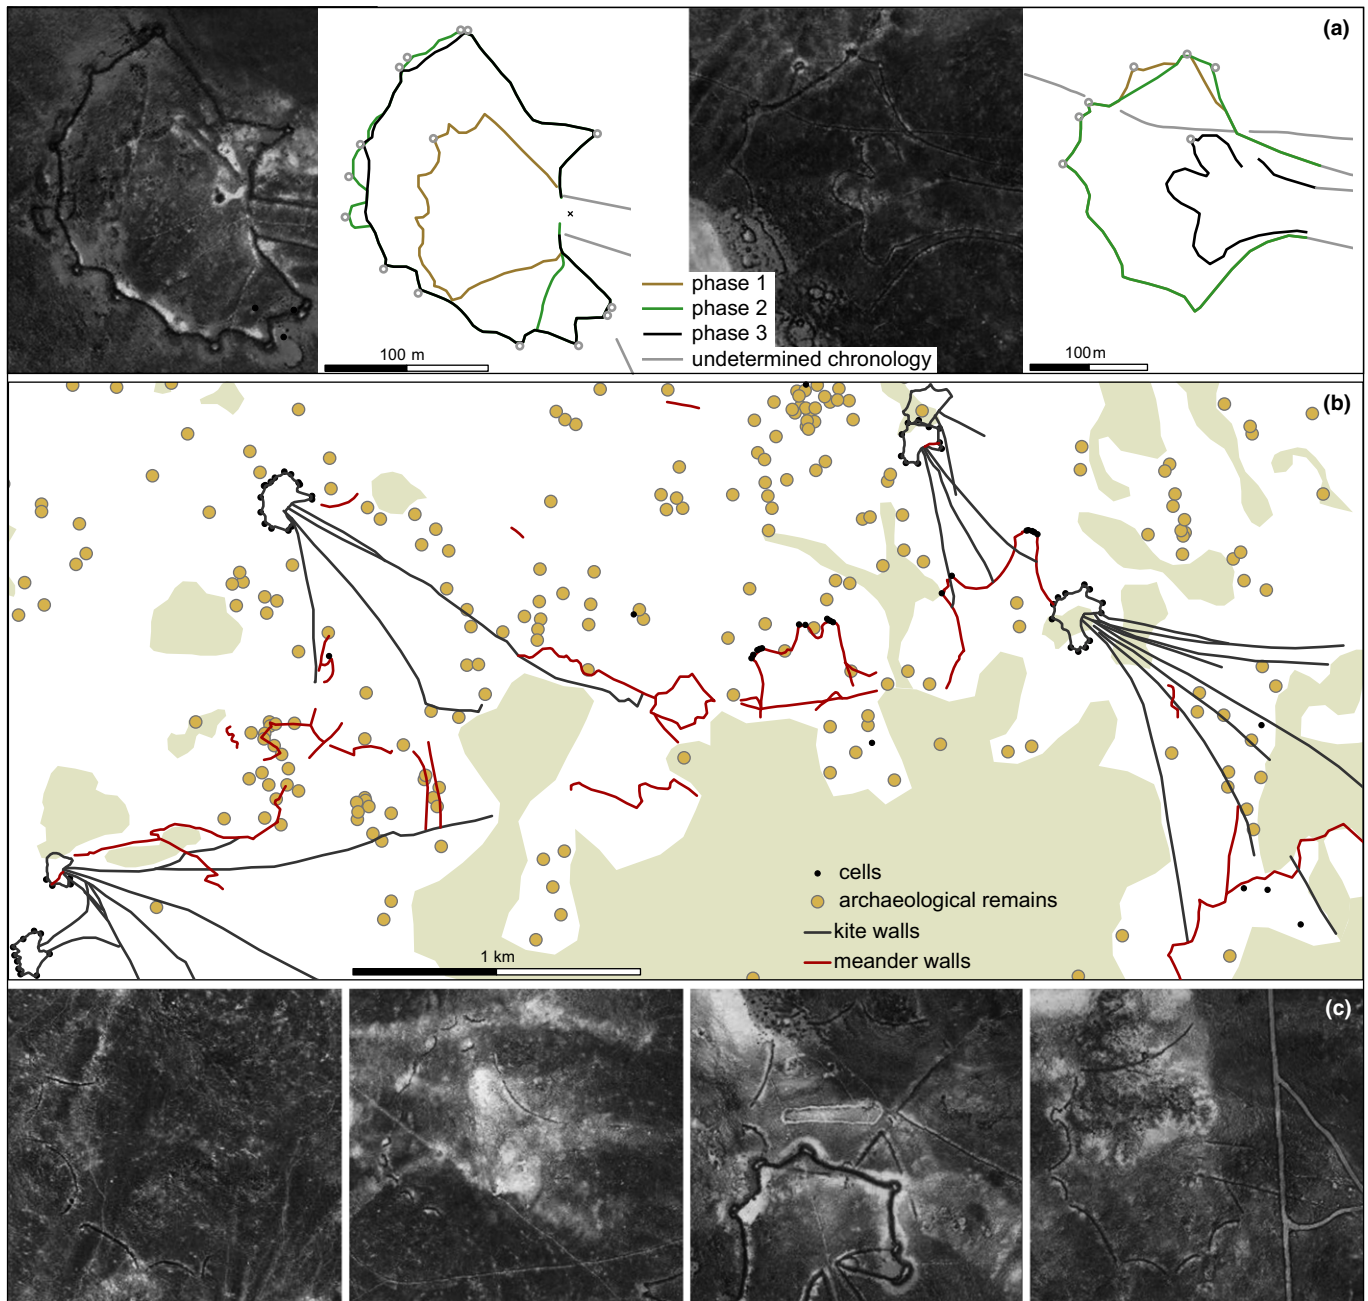 (a)
phase 1
phase 2
phase 3
undetermined chronology
100 m
100 m
(b)
cells
archaeological remains
kite walls
meander walls
1 km
(c)